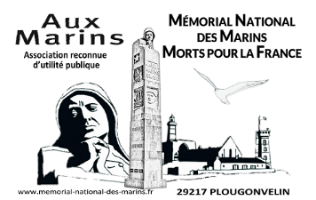 Aux
Marins
Association reconnue
d'utilité publique
MÉMORIAL NATIONAL
DES MARINS
MORTS POUR LA FRANCE
www.memorial-national-des-marins.fr
29217 PLOUGONVELIN